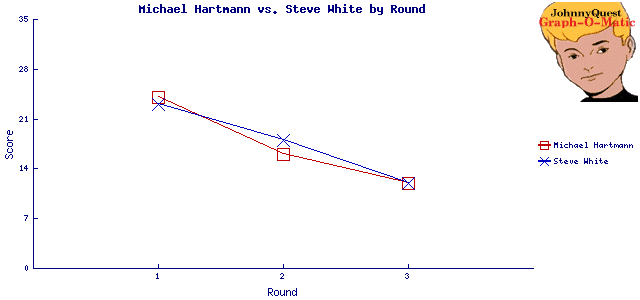 Michael Hartmann vs. Steve White by Round
JohnnyQuest
Graph-O-Matic
35
28
21
14
7
0
Score
1 2 3
Round
Michael Hartmann
Steve White